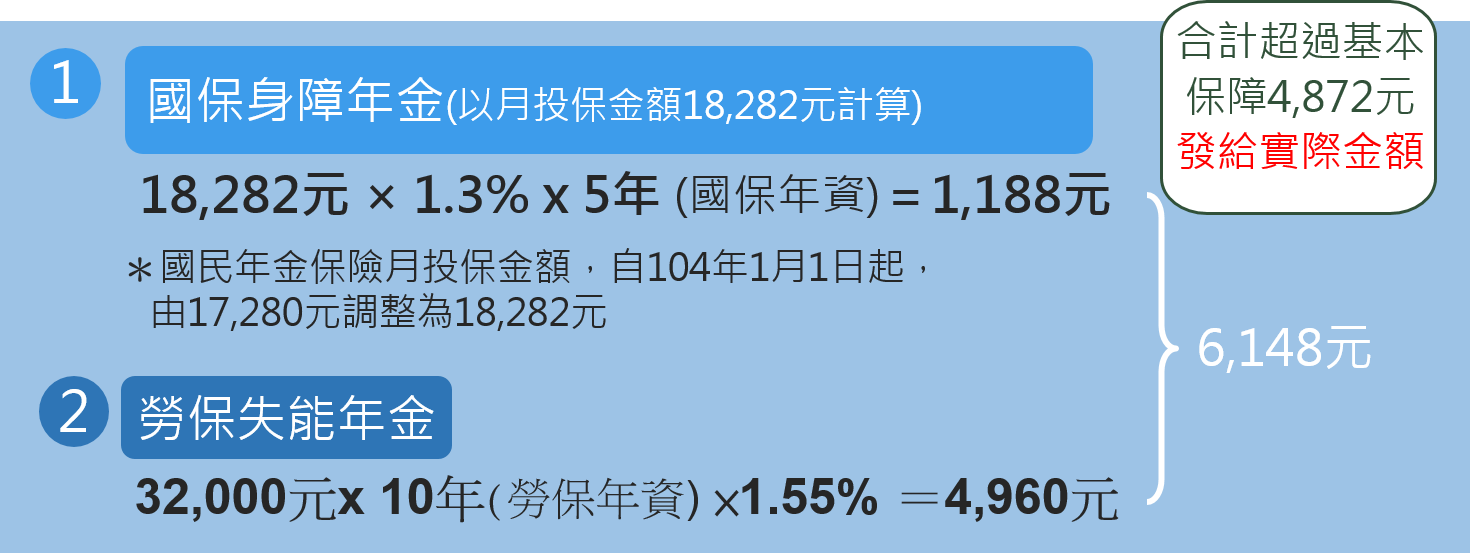 合計超過基本
保障4,872元
發給實際金額
1
國保身障年金(以月投保金額18,282元計算)
18,282元 × 1.3% x 5年 (國保年資) = 1,188元
＊國民年金保險月投保金額，自104年1月1日起，
由17,280元調整為18,282元
6,148元
2
勞保失能年金
32,000元x 10年(勞保年資) ×1.55% ＝4,960元